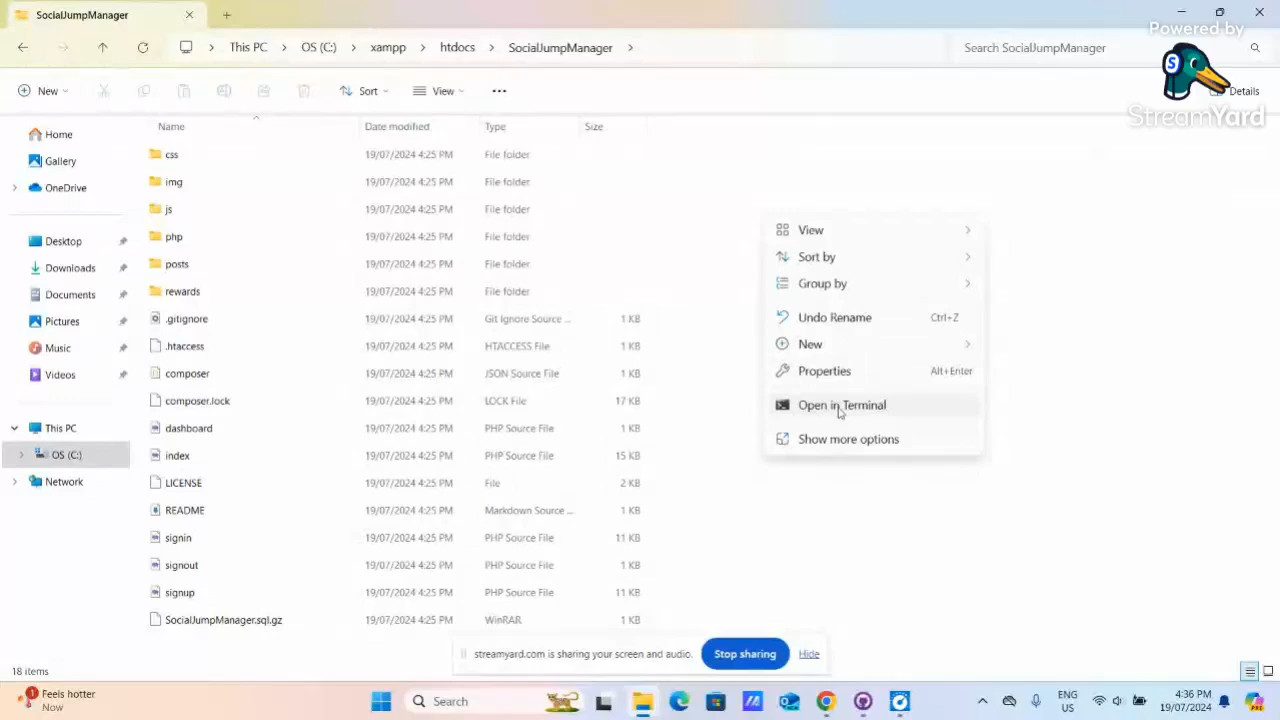 SocialJumpManager
Powered by
This PC > OS (C:) > xampp > htdocs > SocialJumpManager >
Search SocialJumpManager
New
Sort
View
Details
StreamYard
Name
Date modified
Type
Size
Home
Gallery
OneDrive
Desktop
Downloads
Documents
Pictures
Music
Videos
This PC
OS (C:)
Network
css 19/07/2024 4:25 PM File folder
img 19/07/2024 4:25 PM File folder
js 19/07/2024 4:25 PM File folder
php 19/07/2024 4:25 PM File folder
posts 19/07/2024 4:25 PM File folder
rewards 19/07/2024 4:25 PM File folder
.gitignore 19/07/2024 4:25 PM Git Ignore Source ... 1 KB
.htaccess 19/07/2024 4:25 PM HTACCESS File 1 KB
composer 19/07/2024 4:25 PM JSON Source File 1 KB
composer.lock 19/07/2024 4:25 PM LOCK File 17 KB
dashboard 19/07/2024 4:25 PM PHP Source File 1 KB
index 19/07/2024 4:25 PM PHP Source File 15 KB
LICENSE 19/07/2024 4:25 PM File 2 KB
README 19/07/2024 4:25 PM Markdown Source ... 1 KB
signin 19/07/2024 4:25 PM PHP Source File 11 KB
signout 19/07/2024 4:25 PM PHP Source File 1 KB
signup 19/07/2024 4:25 PM PHP Source File 11 KB
SocialJumpManager.sql.gz 19/07/2024 4:25 PM WinRAR 1 KB
View
Sort by
Group by
Undo Rename Ctrl+Z
New
Properties Alt+Enter
Open in Terminal
Show more options
streamyard.com is sharing your screen and audio.
Stop sharing
Hide
18 items
1
Feels hotter
Now
Search
ENG
US
4:36 PM
19/07/2024